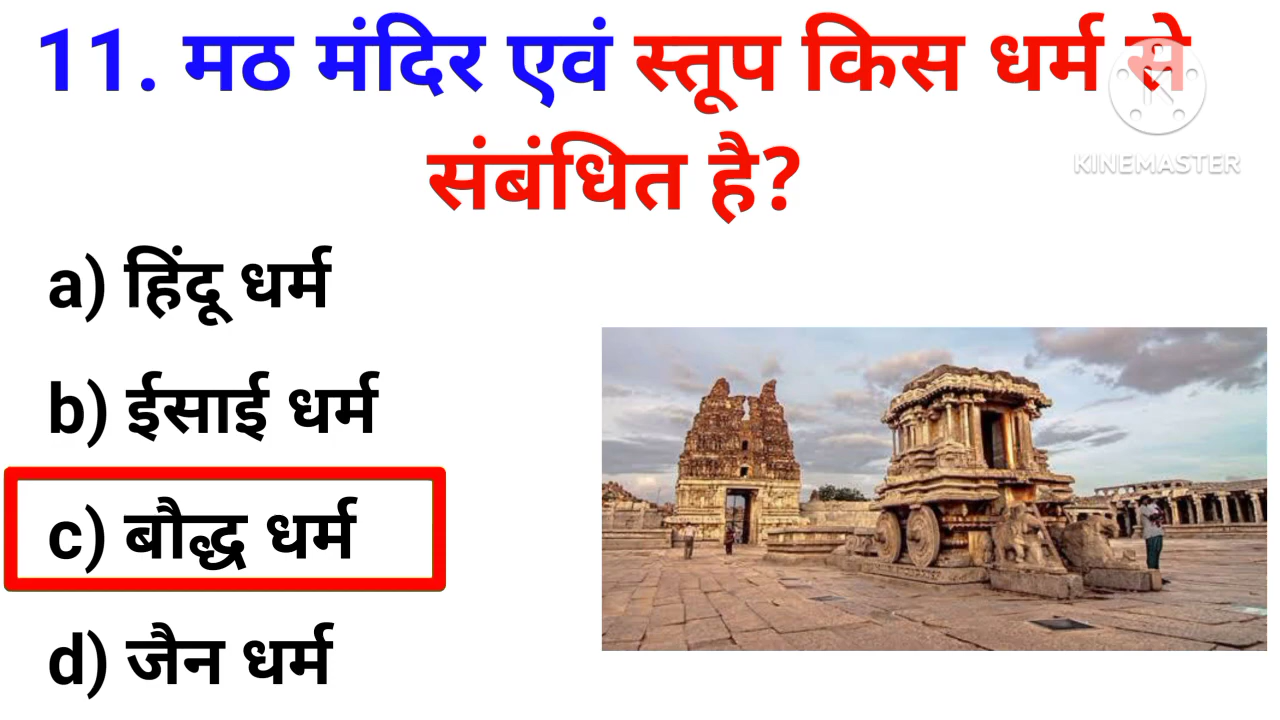 11. मठ मंदिर एवं स्तूप किस धर्म से
संबंधित है?
KINEMASTER
a) हिंदू धर्म
b) ईसाई धर्म
c) बौद्ध धर्म
d) जैन धर्म